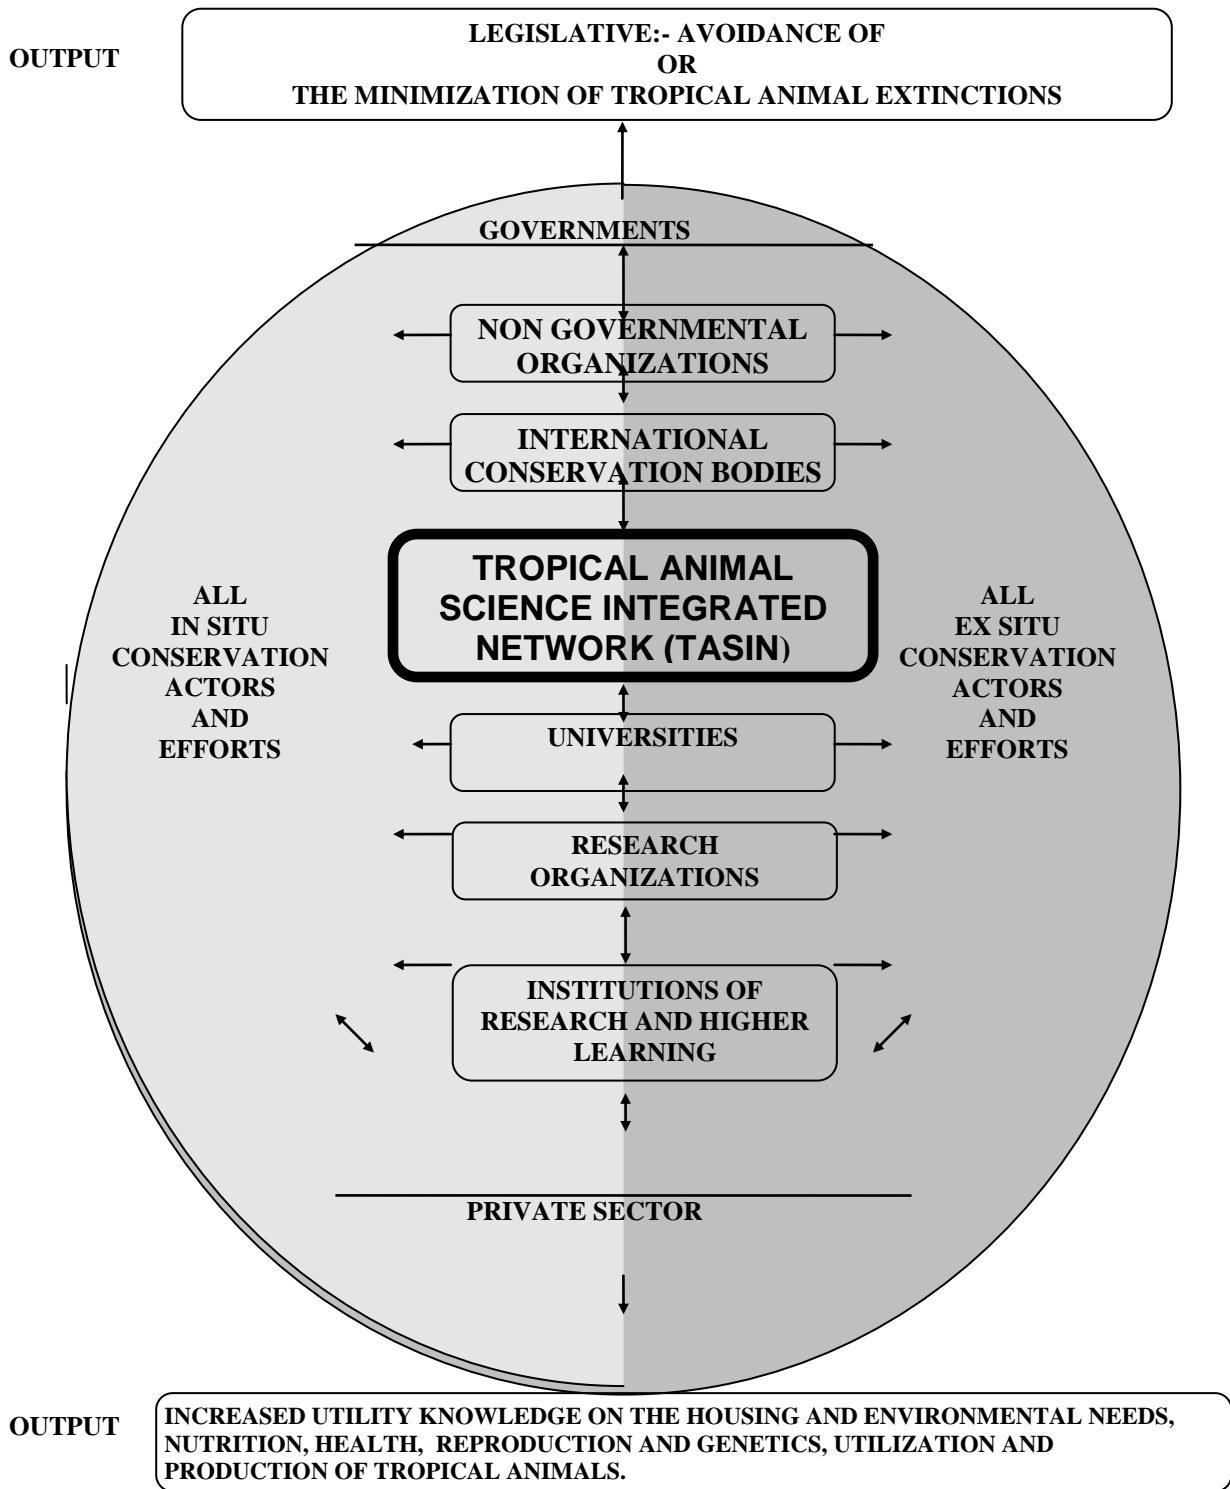 OUTPUT
LEGISLATIVE:- AVOIDANCE OF
OR
THE MINIMIZATION OF TROPICAL ANIMAL EXTINCTIONS
GOVERNMENTS
NON GOVERNMENTAL
ORGANIZATIONS
INTERNATIONAL
CONSERVATION BODIES
TROPICAL ANIMAL
SCIENCE INTEGRATED
NETWORK (TASIN)
ALL
IN SITU
CONSERVATION
ACTORS
AND
EFFORTS
ALL
EX SITU
CONSERVATION
ACTORS
AND
EFFORTS
UNIVERSITIES
RESEARCH
ORGANIZATIONS
INSTITUTIONS OF
RESEARCH AND HIGHER
LEARNING
PRIVATE SECTOR
OUTPUT
INCREASED UTILITY KNOWLEDGE ON THE HOUSING AND ENVIRONMENTAL NEEDS,
NUTRITION, HEALTH, REPRODUCTION AND GENETICS, UTILIZATION AND
PRODUCTION OF TROPICAL ANIMALS.